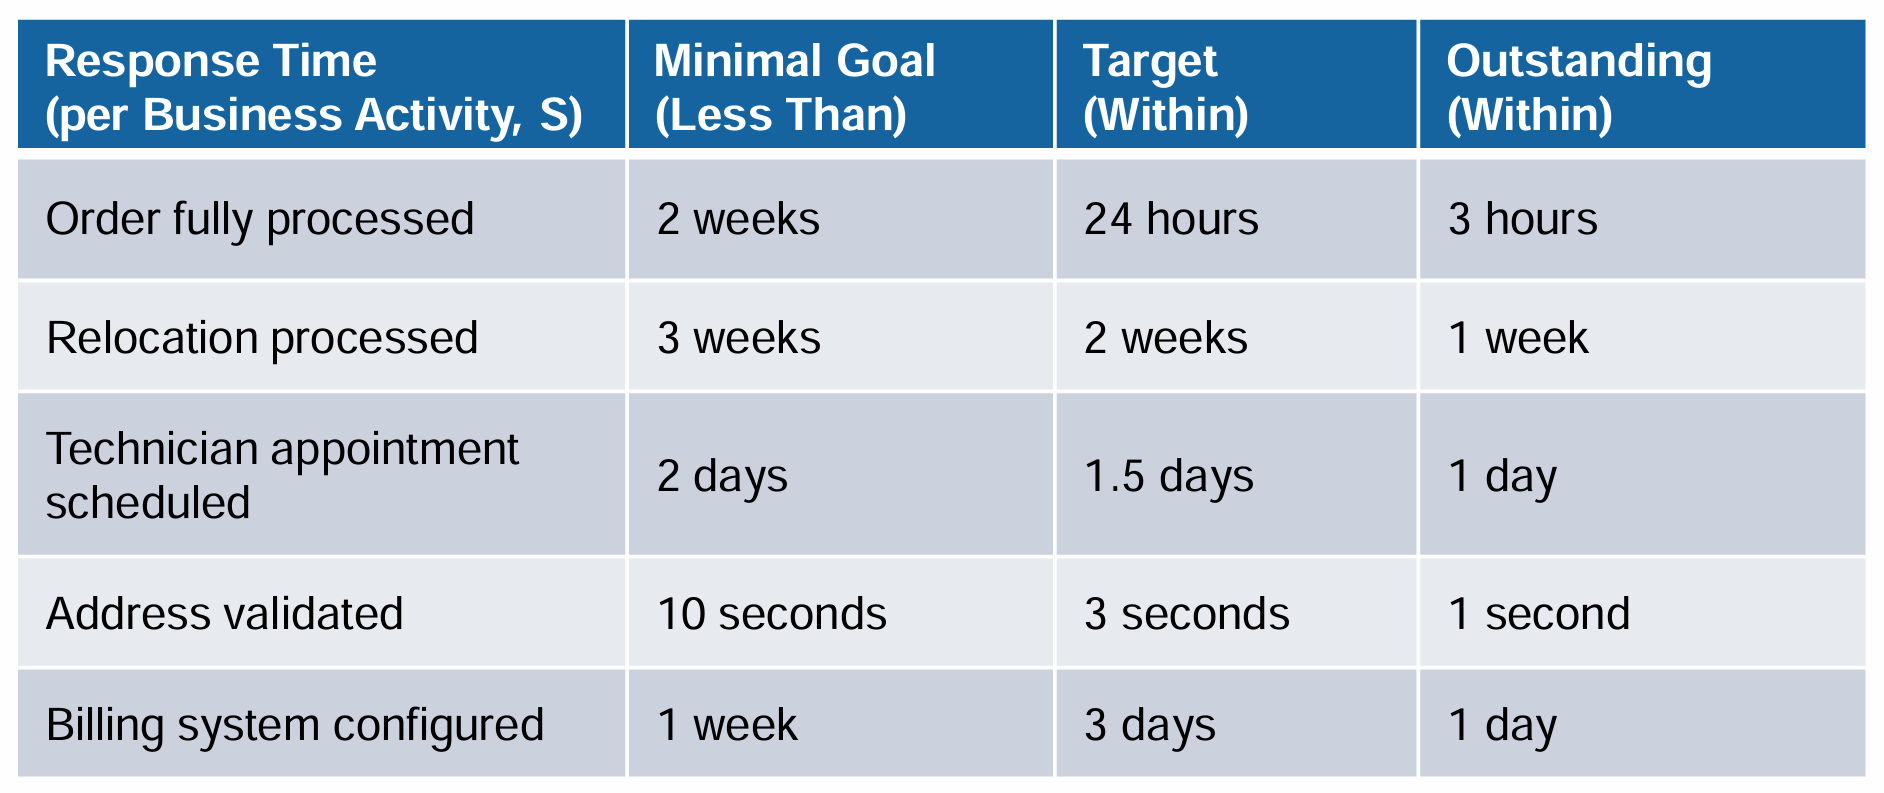 Response Time
(per Business Activity, S)
Minimal Goal
(Less Than)
Target
(Within)
Outstanding
(Within)
Order fully processed
2 weeks
24 hours
3 hours
Relocation processed
3 weeks
2 weeks
1 week
Technician appointment
scheduled
2 days
1.5 days
1 day
Address validated
10 seconds
3 seconds
1 second
Billing system configured
1 week
3 days
1 day